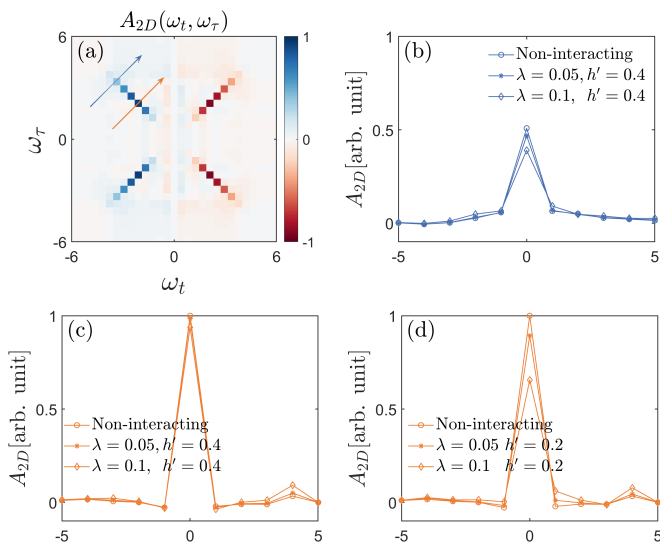 A_{2D}(ω_t, ω_τ)
(a)
6
0
-6
ω_τ
-6 0 6
ω_t
1
0
-1
(b)
Non-interacting
λ = 0.05, h′ = 0.4
λ = 0.1, h′ = 0.4
A_{2D}[arb. unit]
1
0.5
0
-5 0 5
(c)
Non-interacting
λ = 0.05, h′ = 0.4
λ = 0.1, h′ = 0.4
A_{2D}[arb. unit]
1
0.5
0
-5 0 5
(d)
Non-interacting
λ = 0.05 h′ = 0.2
λ = 0.1 h′ = 0.2
A_{2D}[arb. unit]
1
0.5
0
-5 0 5